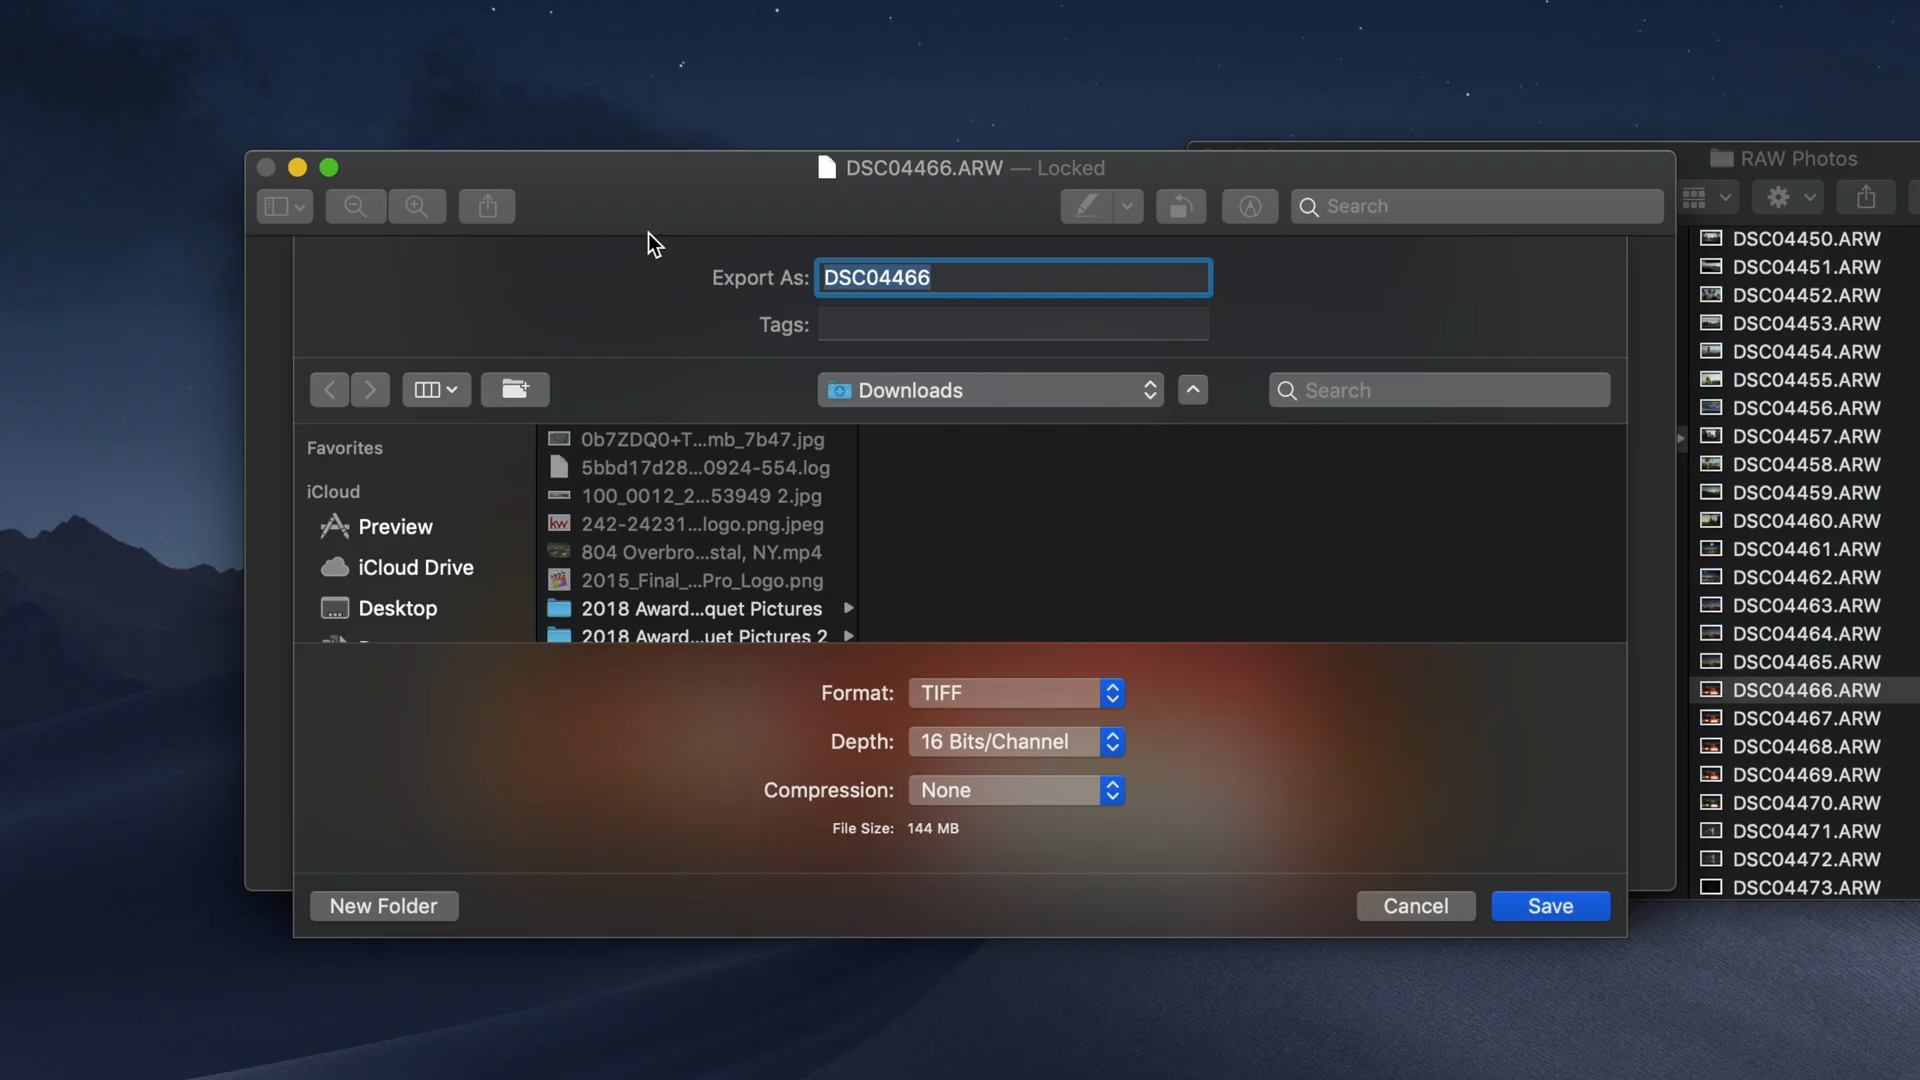 DSC04466.ARW — Locked
Search
Export As: DSC04466
Tags:
Downloads
Search
Favorites
iCloud
Preview
iCloud Drive
Desktop
0b7ZDQ0+T...mb_7b47.jpg
5bbd17d28...0924-554.log
100_0012_2...53949 2.jpg
kw
242-24231...logo.png.jpeg
804 Overbro...stal, NY.mp4
2015_Final_...Pro_Logo.png
2018 Award...quet Pictures
2018 Award...uet Pictures 2
Format: TIFF
Depth: 16 Bits/Channel
Compression: None
File Size: 144 MB
New Folder
Cancel
Save
RAW Photos
DSC04450.ARW
DSC04451.ARW
DSC04452.ARW
DSC04453.ARW
DSC04454.ARW
DSC04455.ARW
DSC04456.ARW
DSC04457.ARW
DSC04458.ARW
DSC04459.ARW
DSC04460.ARW
DSC04461.ARW
DSC04462.ARW
DSC04463.ARW
DSC04464.ARW
DSC04465.ARW
DSC04466.ARW
DSC04467.ARW
DSC04468.ARW
DSC04469.ARW
DSC04470.ARW
DSC04471.ARW
DSC04472.ARW
DSC04473.ARW